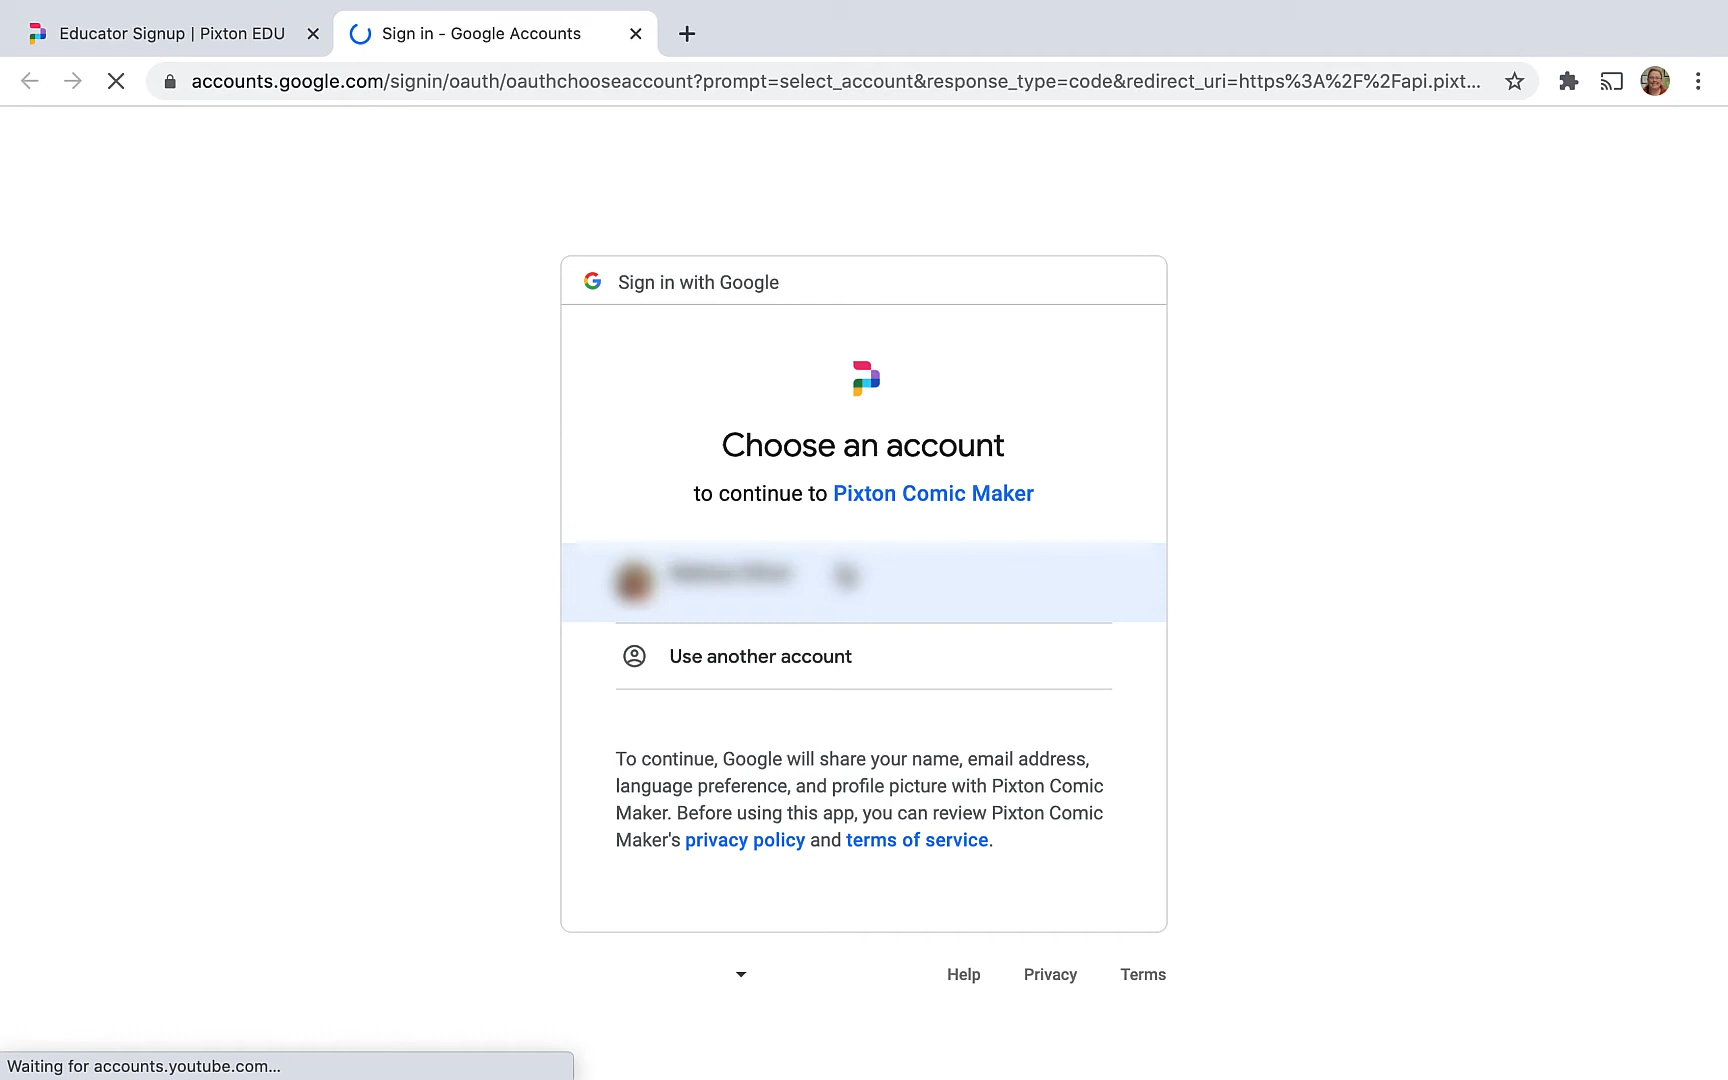 Educator Signup | Pixton EDU
Sign in - Google Accounts
accounts.google.com/signin/oauth/oauthchooseaccount?prompt=select_account&response_type=code&redirect_uri=https%3A%2F%2Fapi.pixt...
Sign in with Google
Choose an account
to continue to Pixton Comic Maker
Use another account
To continue, Google will share your name, email address,
language preference, and profile picture with Pixton Comic
Maker. Before using this app, you can review Pixton Comic
Maker's privacy policy and terms of service.
Help Privacy Terms
Waiting for accounts.youtube.com...